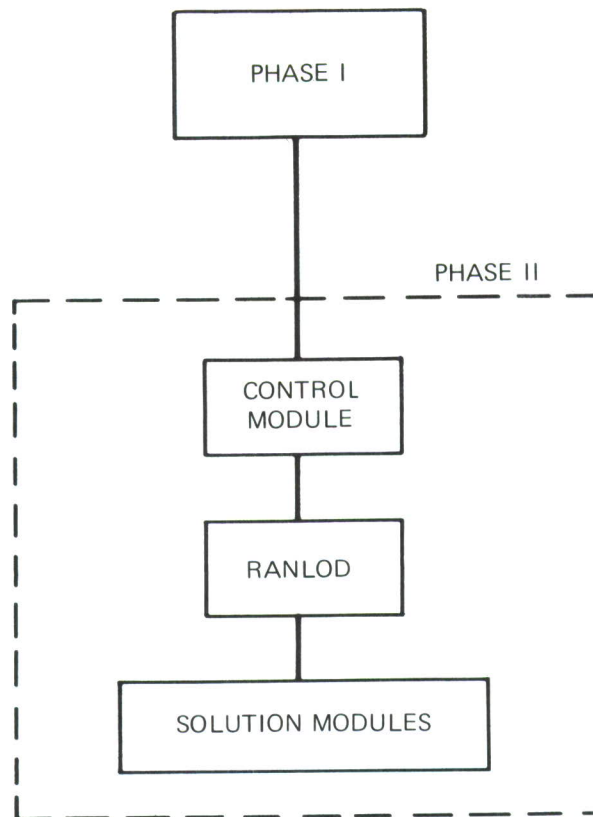 PHASE I
PHASE II
CONTROL
MODULE
RANLOD
SOLUTION MODULES